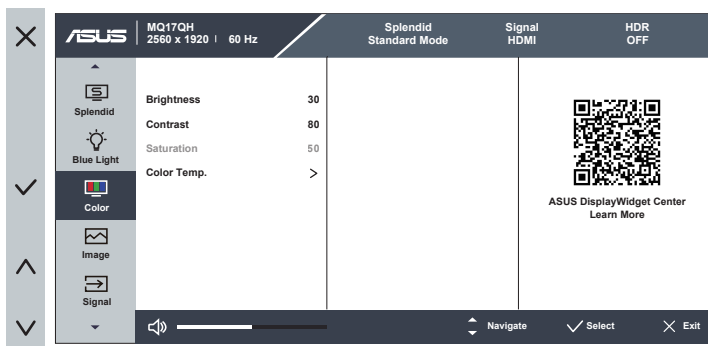 ASUS
MQ17QH
2560 x 1920 | 60 Hz
Splendid
Standard Mode
Signal
HDMI
HDR
OFF
Splendid
Blue Light
Color
Image
Signal
Brightness 30
Contrast 80
Saturation 50
Color Temp. >
ASUS DisplayWidget Center
Learn More
Navigate
Select
Exit